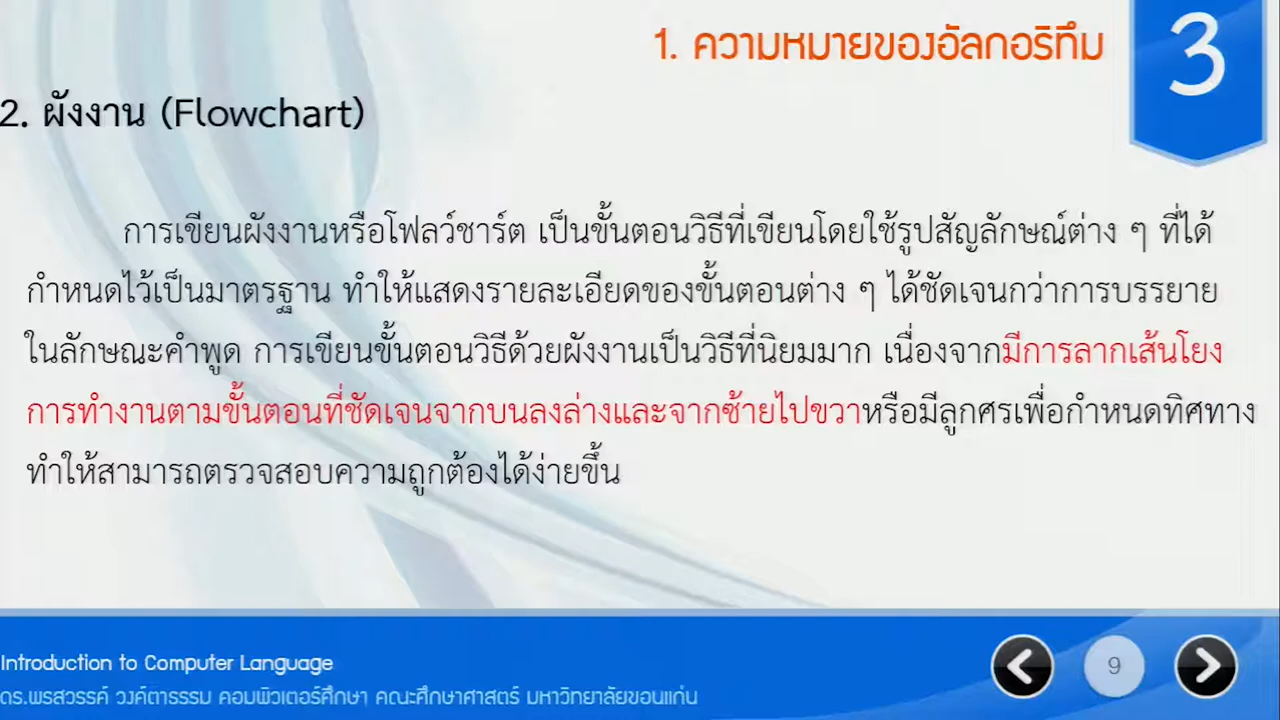 1. ความหมายของอัลกอริทึม
3
2. ผังงาน (Flowchart)
การเขียนผังงานหรือโฟลว์ชาร์ต เป็นขั้นตอนวิธีที่เขียนโดยใช้รูปสัญลักษณ์ต่าง ๆ ที่ได้
กำหนดไว้เป็นมาตรฐาน ทำให้แสดงรายละเอียดของขั้นตอนต่าง ๆ ได้ชัดเจนกว่าการบรรยาย
ในลักษณะคำพูด การเขียนขั้นตอนวิธีด้วยผังงานเป็นวิธีที่นิยมมาก เนื่องจากมีการลากเส้นโยง
การทำงานตามขั้นตอนที่ชัดเจนจากบนลงล่างและจากซ้ายไปขวาหรือมีลูกศรเพื่อกำหนดทิศทาง
ทำให้สามารถตรวจสอบความถูกต้องได้ง่ายขึ้น
Introduction to Computer Language
9
ดร.พรสวรรค์ วงค์ตาธรรม คอมพิวเตอร์ศึกษา คณะศึกษาศาสตร์ มหาวิทยาลัยขอนแก่น